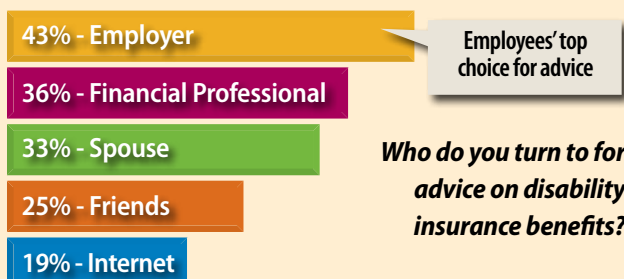 43% - Employer
Employees' top
choice for advice
36% - Financial Professional
33% - Spouse
Who do you turn to for
advice on disability
insurance benefits?
25% - Friends
19% - Internet